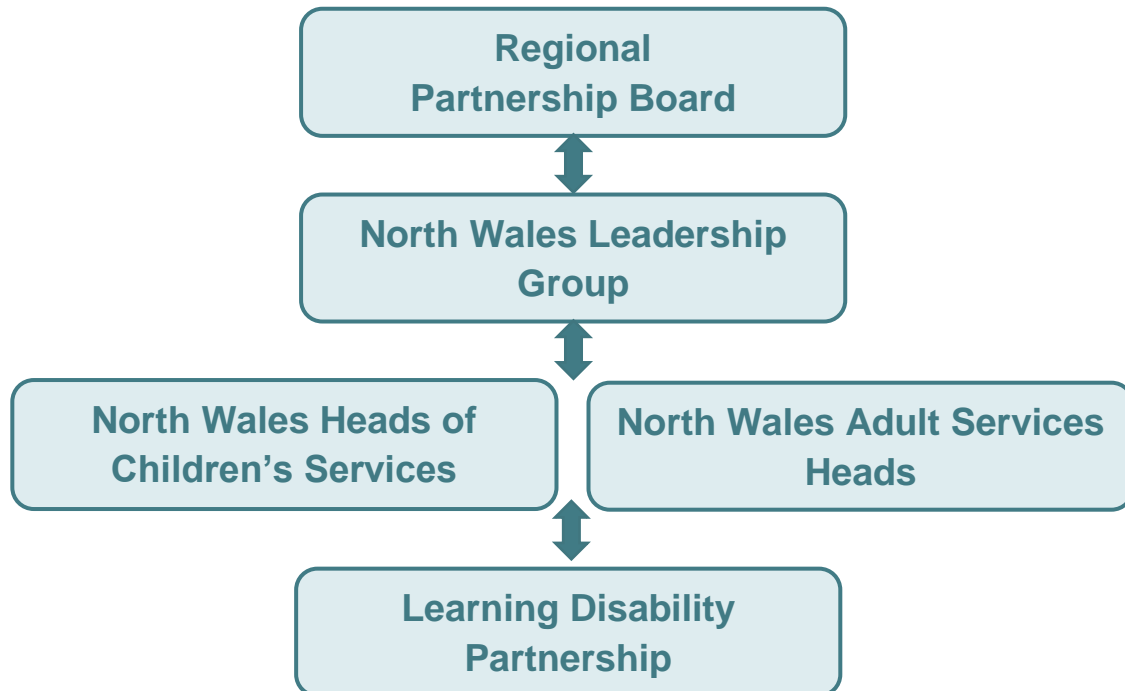 Regional
Partnership Board
North Wales Leadership
Group
North Wales Heads of
Children’s Services
North Wales Adult Services
Heads
Learning Disability
Partnership